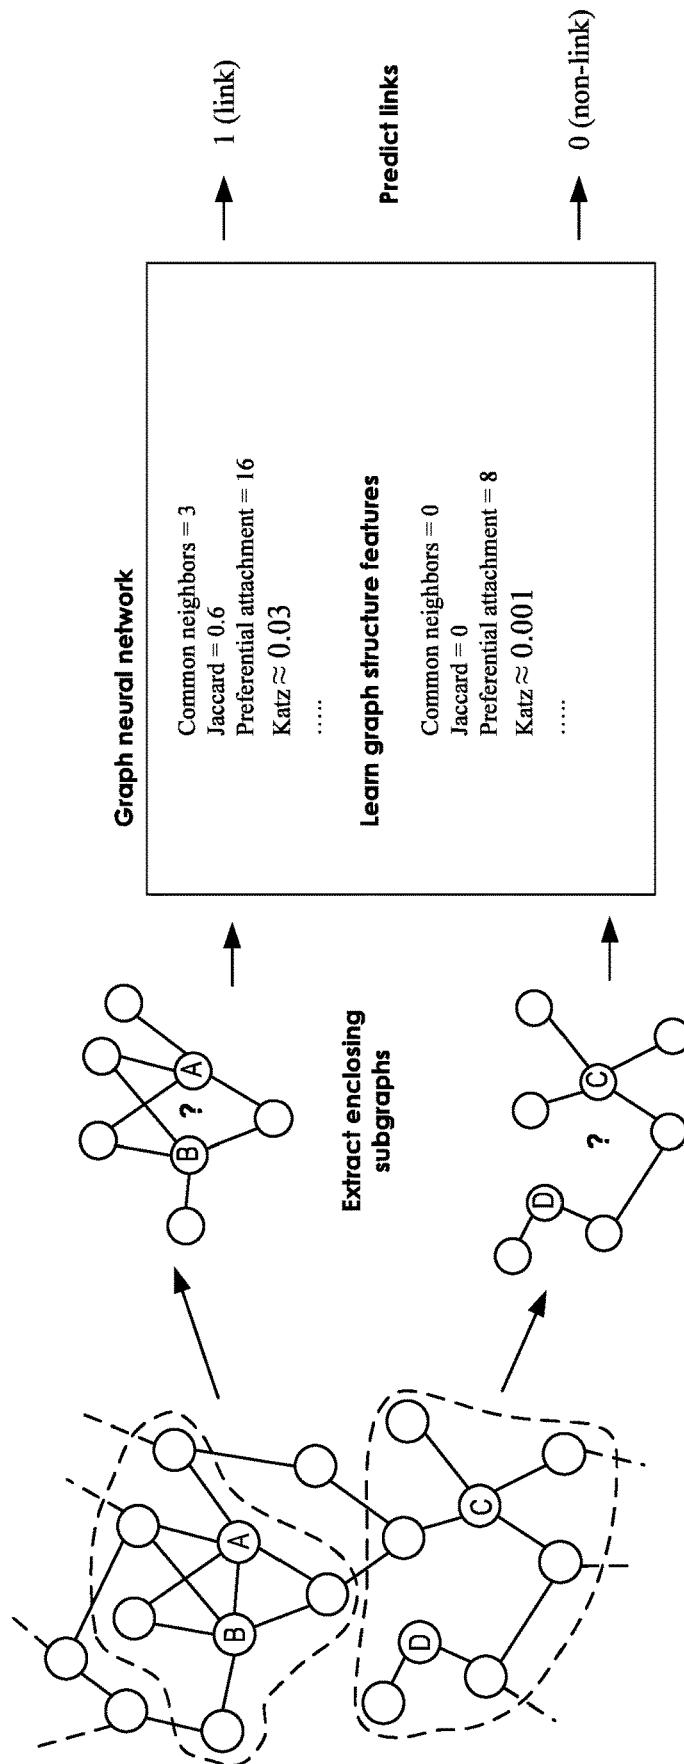 B
A
D
C
B
?
A
Extract enclosing
subgraphs
D
?
C
Graph neural network
Common neighbors = 3
Jaccard = 0.6
Preferential attachment = 16
Katz ≈ 0.03
.....
Learn graph structure features
Common neighbors = 0
Jaccard = 0
Preferential attachment = 8
Katz ≈ 0.001
.....
1 (link)
Predict links
0 (non-link)